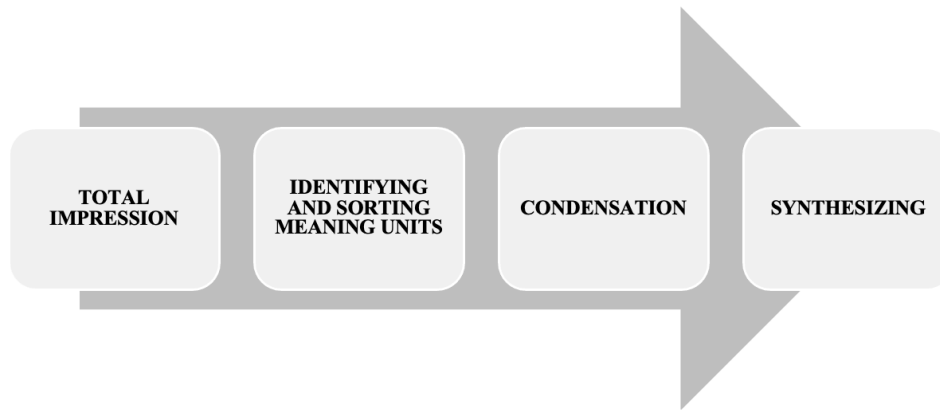 TOTAL
IMPRESSION
IDENTIFYING
AND SORTING
MEANING UNITS
CONDENSATION
SYNTHESIZING